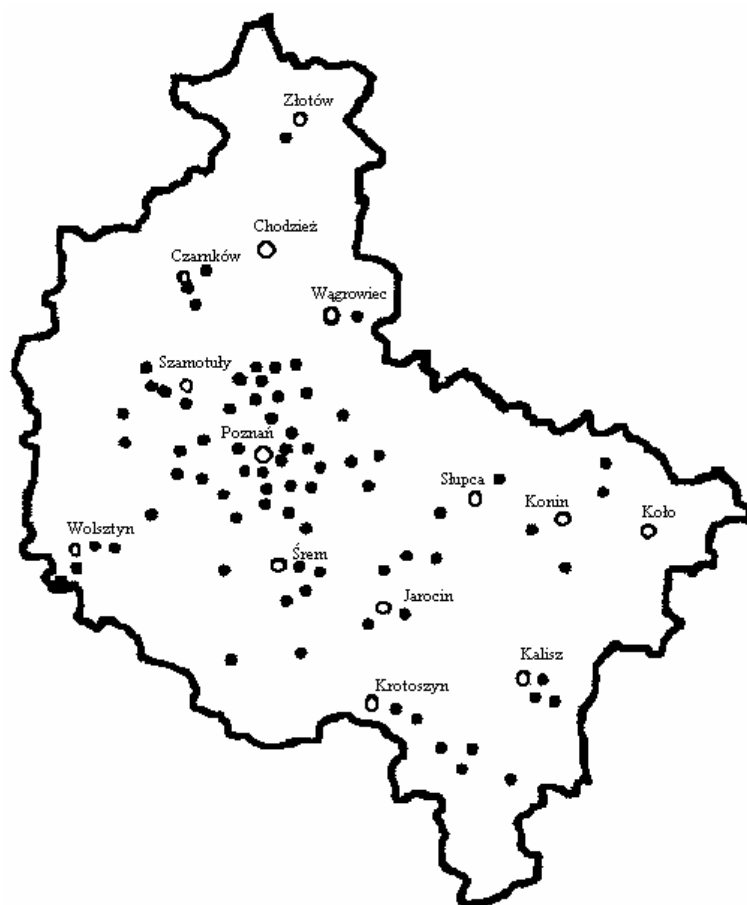 Złotów
Chodzież
Czarnków
Wągrowiec
Szamotuły
Poznań
Słupca
Konin
Koło
Wolsztyn
Śrem
Jarocin
Kalisz
Krotoszyn